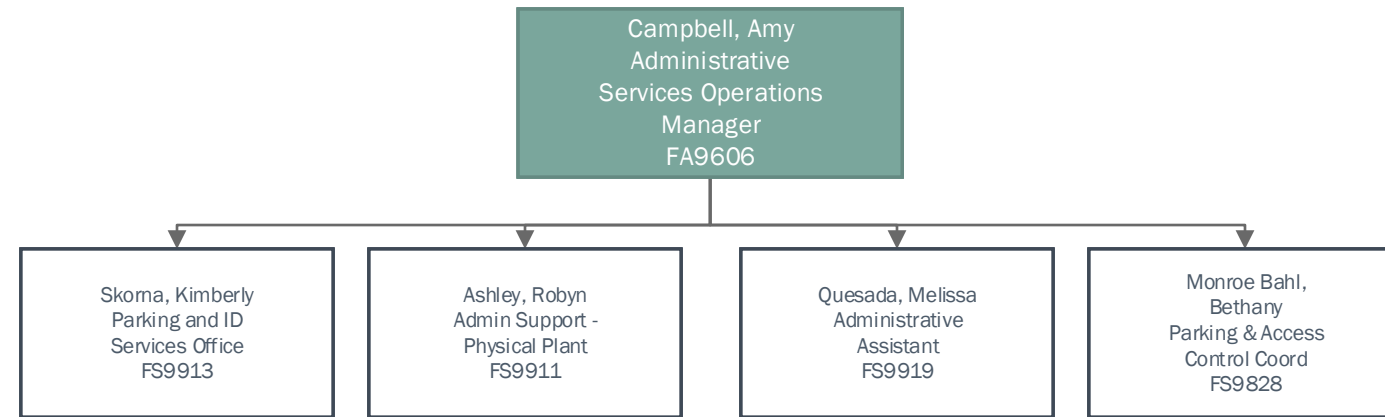 Campbell, Amy
Administrative
Services Operations
Manager
FA9606
Skorna, Kimberly
Parking and ID
Services Office
FS9913
Ashley, Robyn
Admin Support -
Physical Plant
FS9911
Quesada, Melissa
Administrative
Assistant
FS9919
Monroe Bahl,
Bethany
Parking & Access
Control Coord
FS9828